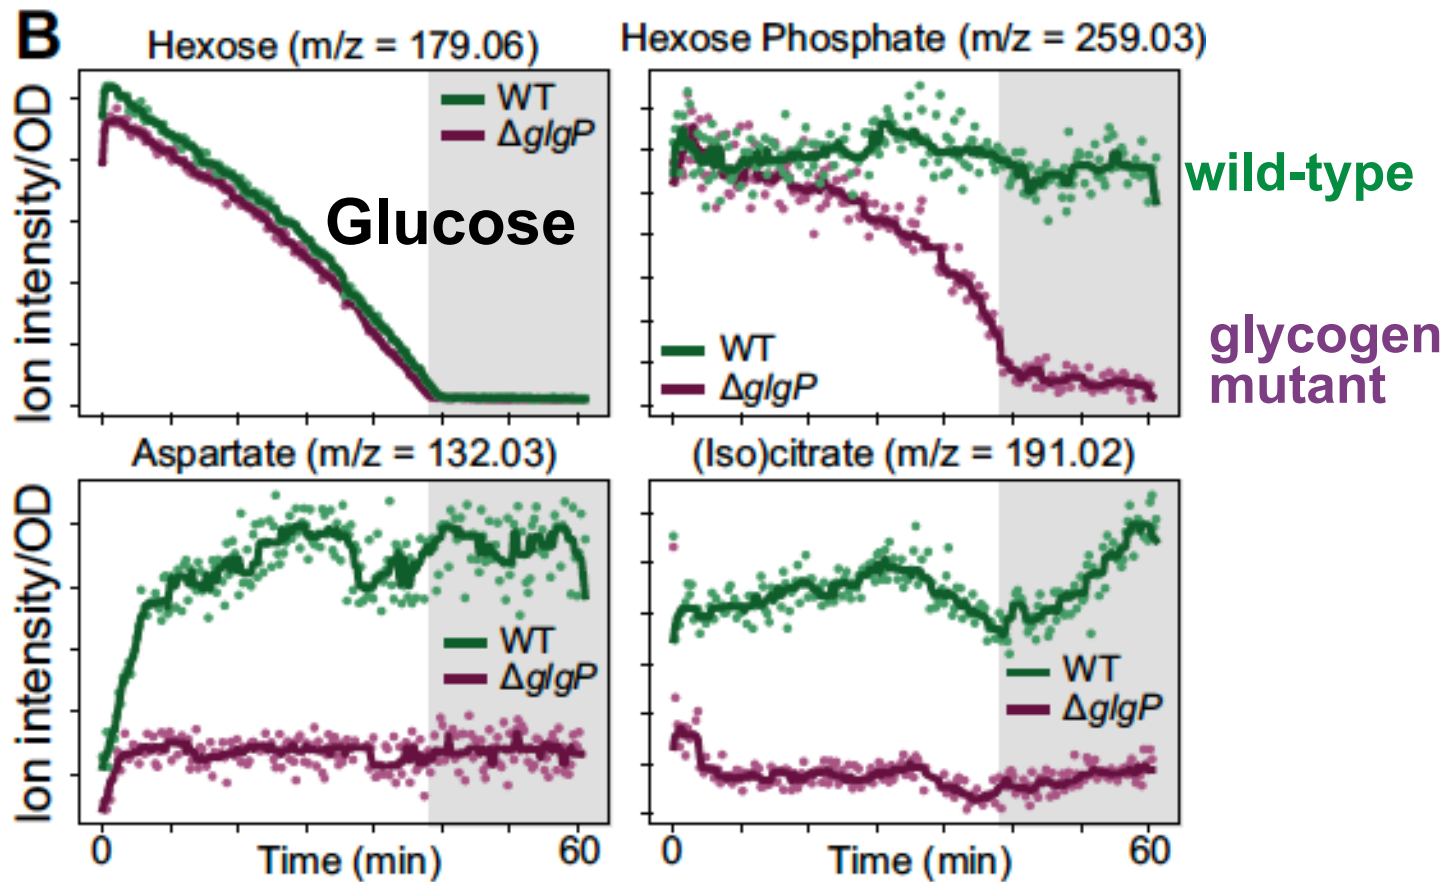 B
Hexose (m/z = 179.06)
Hexose Phosphate (m/z = 259.03)
Ion intensity/OD
WT
ΔglgP
Glucose
WT
ΔglgP
wild-type
glycogen
mutant
Aspartate (m/z = 132.03)
(Iso)citrate (m/z = 191.02)
Ion intensity/OD
WT
ΔglgP
WT
ΔglgP
0
60
Time (min)
0
60
Time (min)